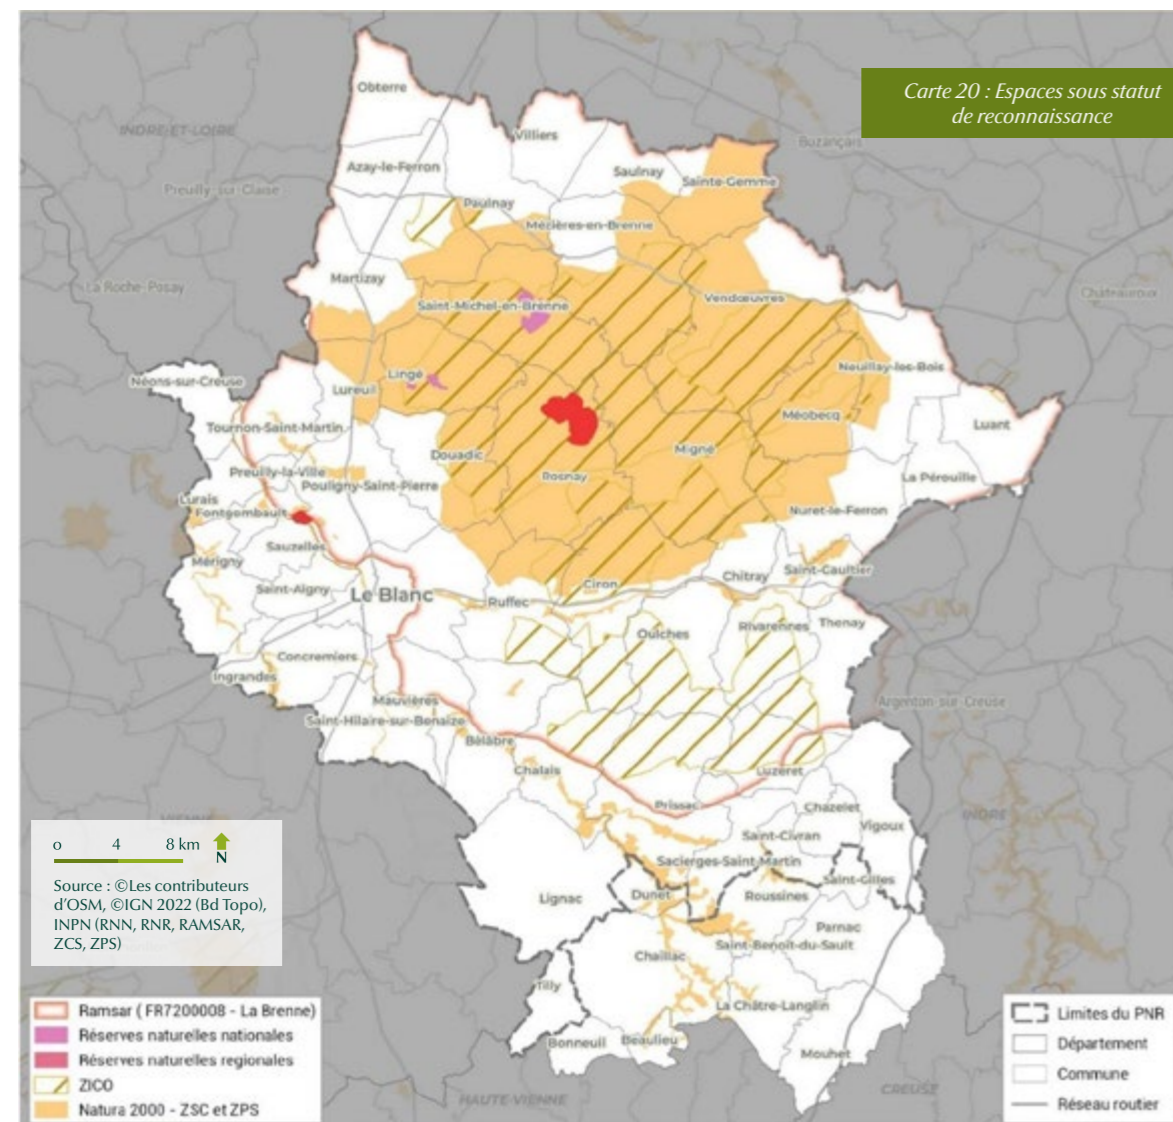 Carte 20 : Espaces sous statut
de reconnaissance
Obterre
INDRE-ET-LOIRE
Villiers
Buzançais
Azay-le-Ferron
Saulnay
Sainte-Gemme
Preuilly-sur-Claise
Paulnay
Mézières-en-Brenne
Martizay
La Roche-Posay
Châteauroux
Saint-Michel-en-Brenne
Vendœuvres
Néons-sur-Creuse
Lingé
Neuillay-les-Bois
Lureuil
Méobecq
Luant
Tournon-Saint-Martin
Douadic
Migné
Preuilly-la-Ville
Rosnay
La Pérouille
Pouligny-Saint-Pierre
Lurais
Fontgombault
Nuret-le-Ferron
Sauzelles
Mérigny
Saint-Gaultier
Chitray
Saint-Aigny
Le Blanc
Ciron
Ruffec
Rivarennes
Thenay
Oulches
Concremiers
Ingrandes
Mauvières
Argenton-sur-Creuse
Saint-Hilaire-sur-Benaize
Bélâbre
Chalais
Luzeret
Prissac
Chazelet
INDRE
Vigoux
Saint-Civran
Sacierges-Saint-Martin
Saint-Gilles
Lignac
Dunet
Roussines
Parnac
Saint-Benoît-du-Sault
Chaillac
Tilly
La Châtre-Langlin
Bonneuil
Beaulieu
Mouhet
CREUSE
HAUTE-VIENNE
0 4 8 km
N
Source : ©Les contributeurs
d'OSM, ©IGN 2022 (Bd Topo),
INPN (RNN, RNR, RAMSAR,
ZCS, ZPS)
Ramsar ( FR7200008 - La Brenne)
Réserves naturelles nationales
Réserves naturelles regionales
ZICO
Natura 2000 - ZSC et ZPS
Limites du PNR
Département
Commune
Réseau routier